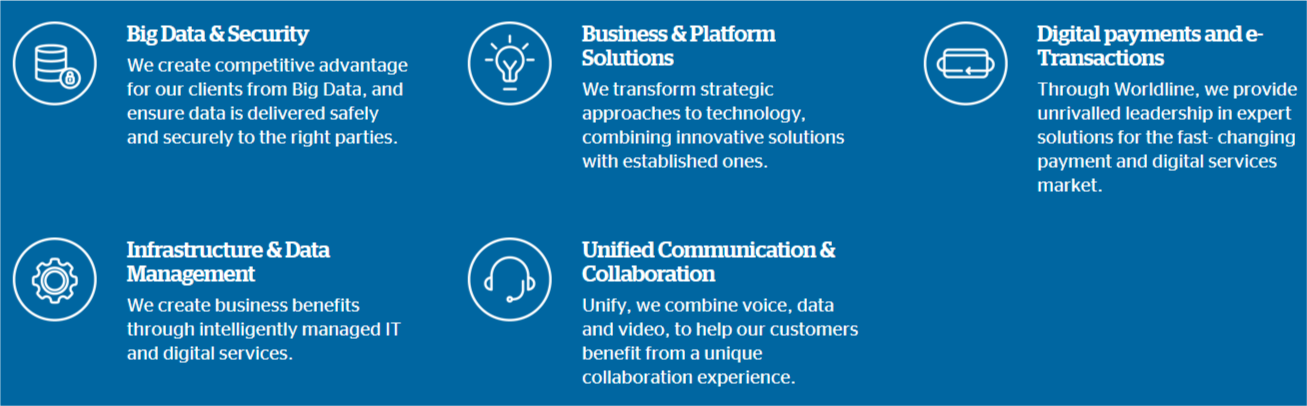 Big Data & Security
We create competitive advantage
for our clients from Big Data, and
ensure data is delivered safely
and securely to the right parties.
Business & Platform
Solutions
We transform strategic
approaches to technology,
combining innovative solutions
with established ones.
Digital payments and e-
Transactions
Through Worldline, we provide
unrivalled leadership in expert
solutions for the fast- changing
payment and digital services
market.
Infrastructure & Data
Management
We create business benefits
through intelligently managed IT
and digital services.
Unified Communication &
Collaboration
Unify, we combine voice, data
and video, to help our customers
benefit from a unique
collaboration experience.